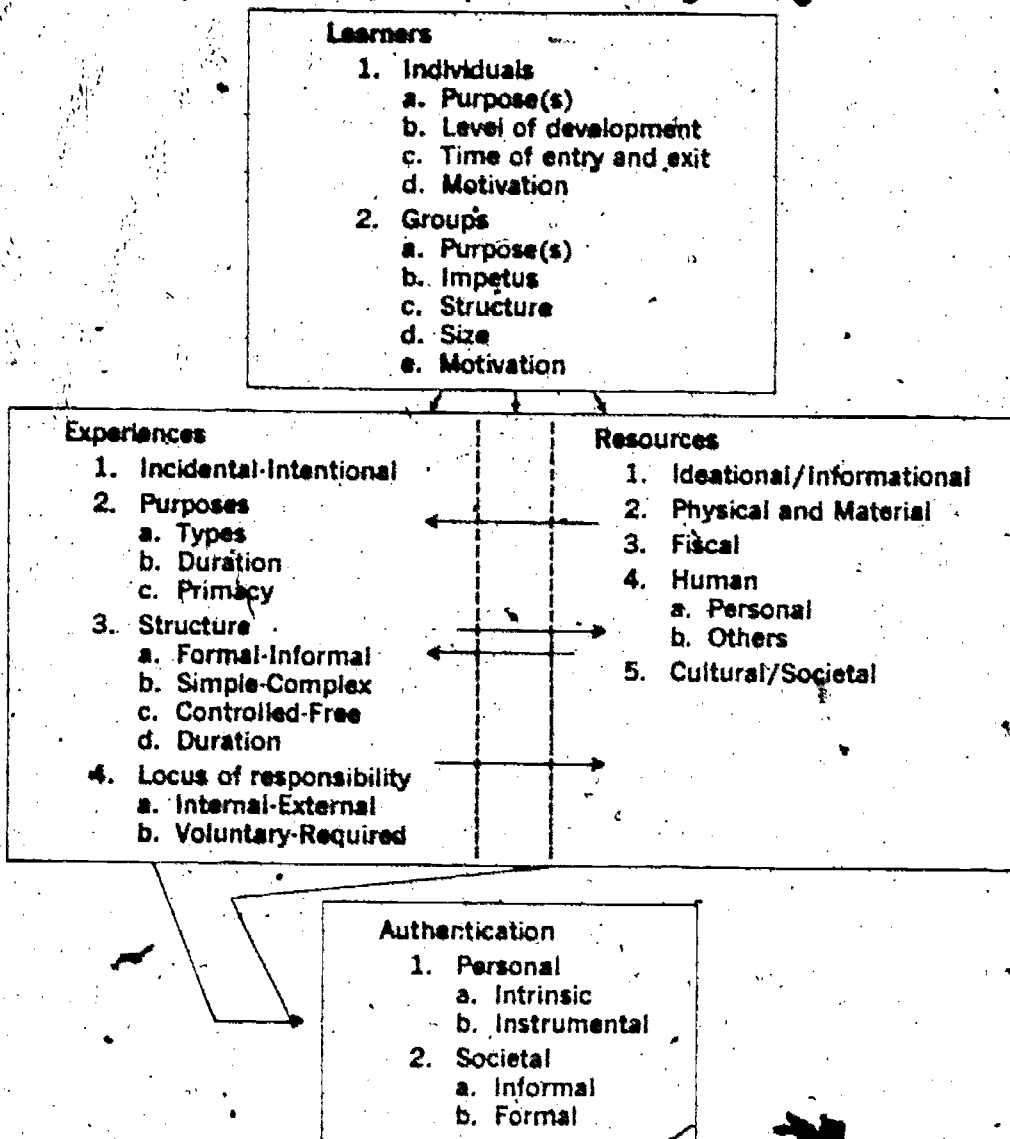 Learners
1. Individuals
a. Purpose(s)
b. Level of development
c. Time of entry and exit
d. Motivation
2. Groups
a. Purpose(s)
b. Impetus
c. Structure
d. Size
e. Motivation
Experiences
1. Incidental-Intentional
2. Purposes
a. Types
b. Duration
c. Primacy
3. Structure
a. Formal-Informal
b. Simple-Complex
c. Controlled-Free
d. Duration
4. Locus of responsibility
a. Internal-External
b. Voluntary-Required
Resources
1. Ideational/Informational
2. Physical and Material
3. Fiscal
4. Human
a. Personal
b. Others
5. Cultural/Societal
Authentication
1. Personal
a. Intrinsic
b. Instrumental
2. Societal
a. Informal
b. Formal